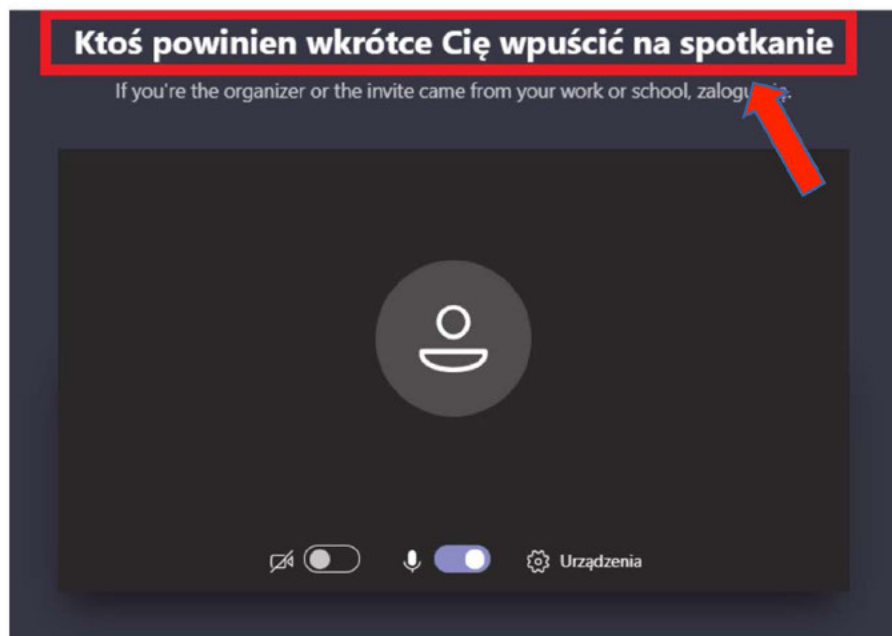 Ktoś powinien wkrótce Cię wpuścić na spotkanie
If you're the organizer or the invite came from your work or school,
Urządzenia